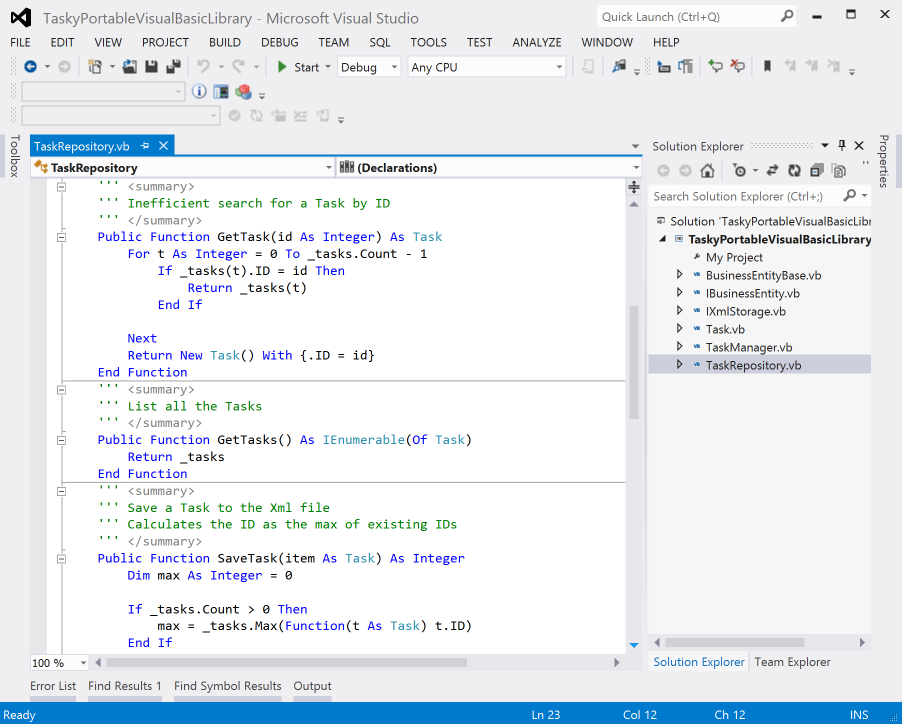 TaskyPortableVisualBasicLibrary - Microsoft Visual Studio
Quick Launch (Ctrl+Q)
FILE EDIT VIEW PROJECT BUILD DEBUG TEAM SQL TOOLS TEST ANALYZE WINDOW HELP
Start Debug Any CPU
Toolbox
TaskRepository.vb
TaskRepository
(Declarations)
''' <summary>
''' Inefficient search for a Task by ID
''' </summary>
Public Function GetTask(id As Integer) As Task
For t As Integer = 0 To _tasks.Count - 1
If _tasks(t).ID = id Then
Return _tasks(t)
End If
Next
Return New Task() With {.ID = id}
End Function
''' <summary>
''' List all the Tasks
''' </summary>
Public Function GetTasks() As IEnumerable(Of Task)
Return _tasks
End Function
''' <summary>
''' Save a Task to the Xml file
''' Calculates the ID as the max of existing IDs
''' </summary>
Public Function SaveTask(item As Task) As Integer
Dim max As Integer = 0
If _tasks.Count > 0 Then
max = _tasks.Max(Function(t As Task) t.ID)
End If
100 %
Solution Explorer
Search Solution Explorer (Ctrl+;)
Solution 'TaskyPortableVisualBasicLibr
TaskyPortableVisualBasicLibrary
My Project
BusinessEntityBase.vb
IBusinessEntity.vb
IXmlStorage.vb
Task.vb
TaskManager.vb
TaskRepository.vb
Solution Explorer Team Explorer
Properties
Error List Find Results 1 Find Symbol Results Output
Ready Ln 23 Col 12 Ch 12 INS